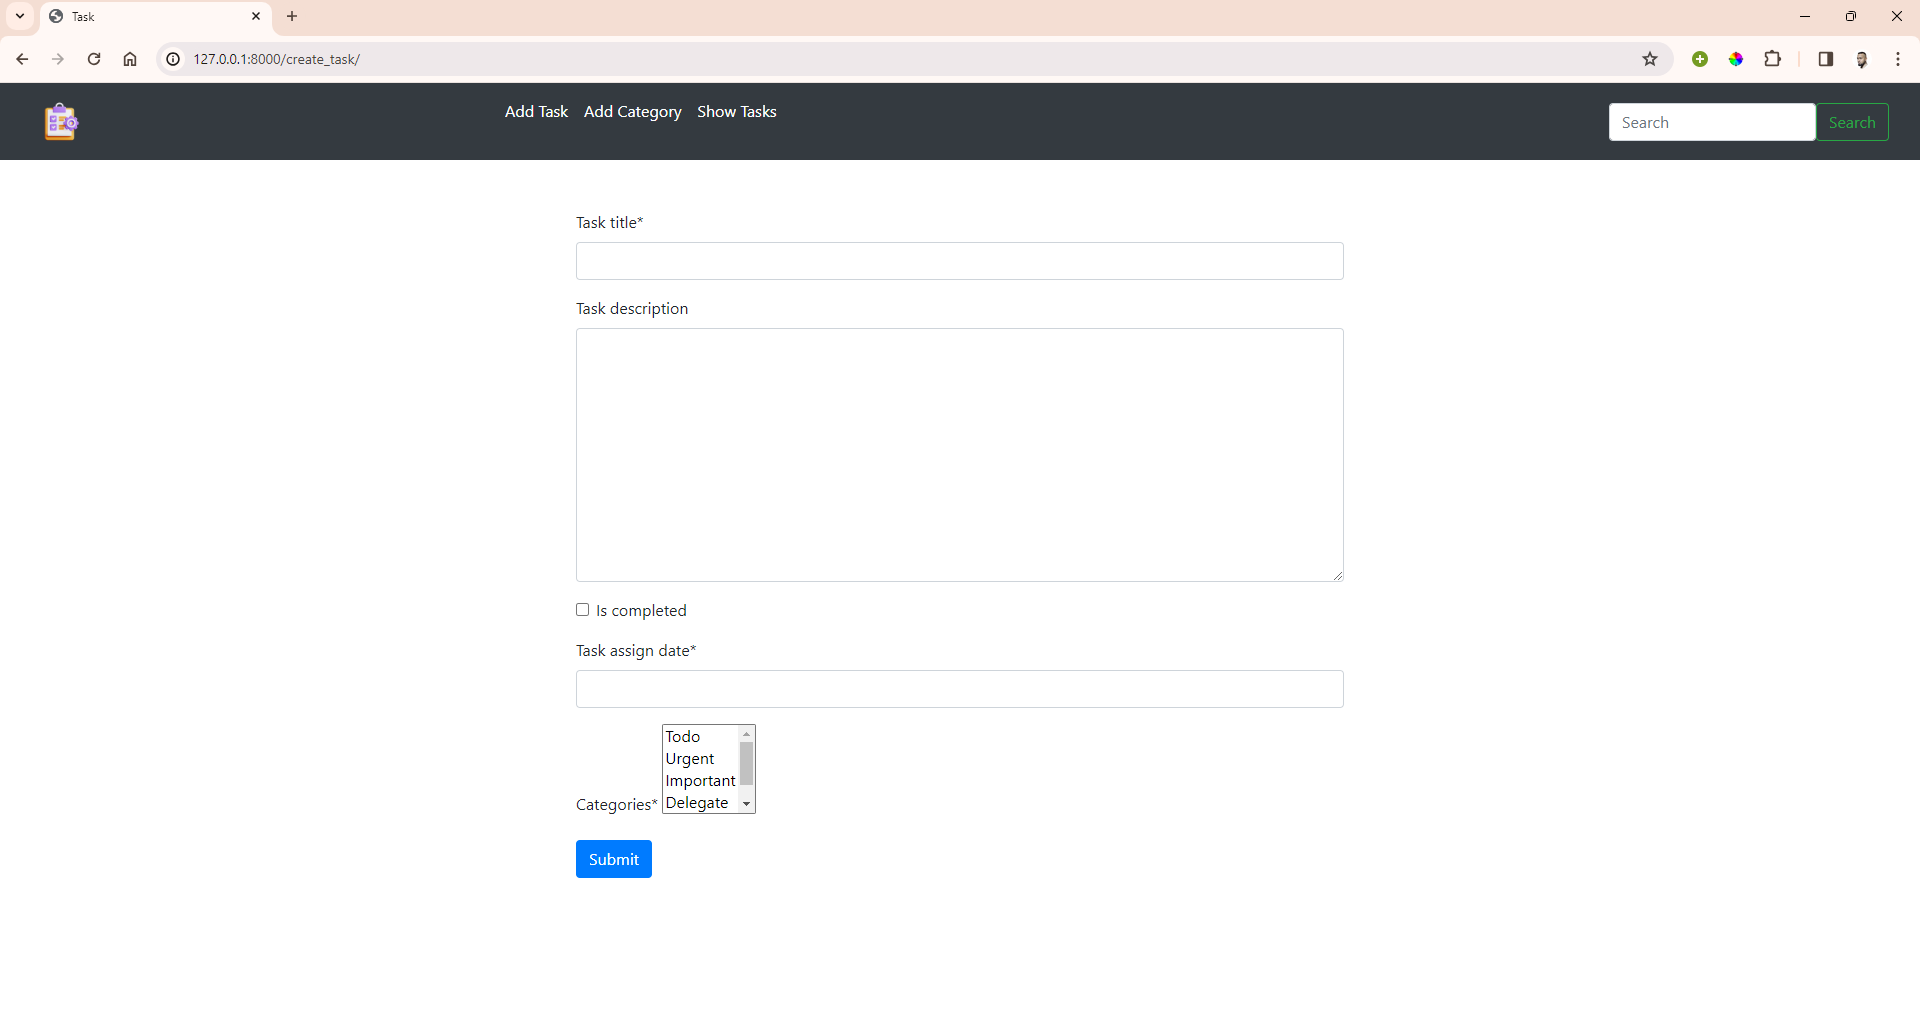 Task
127.0.0.1:8000/create_task/
Add Task Add Category Show Tasks
Search Search
Task title*
Task description
Is completed
Task assign date*
Todo
Urgent
Important
Delegate
Categories*
Submit